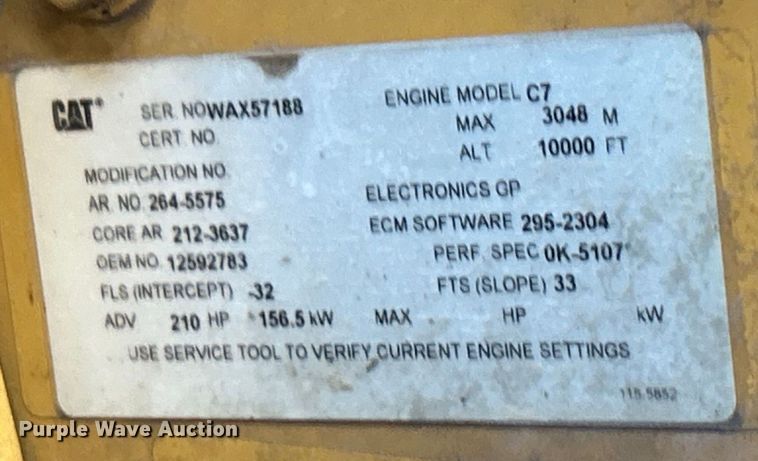 CAT®
SER. NO WAX57188
CERT NO.
MODIFICATION NO.
AR. NO. 264-5575
CORE AR 212-3637
OEM NO. 12592783
FLS (INTERCEPT) -32
ADV 210 HP 156.5 kW MAX HP kW
ENGINE MODEL C7
MAX 3048 M
ALT 10000 FT
ELECTRONICS GP
ECM SOFTWARE 295-2304
PERF. SPEC 0K-5107
FTS (SLOPE) 33
USE SERVICE TOOL TO VERIFY CURRENT ENGINE SETTINGS
115-5852
Purple Wave Auction